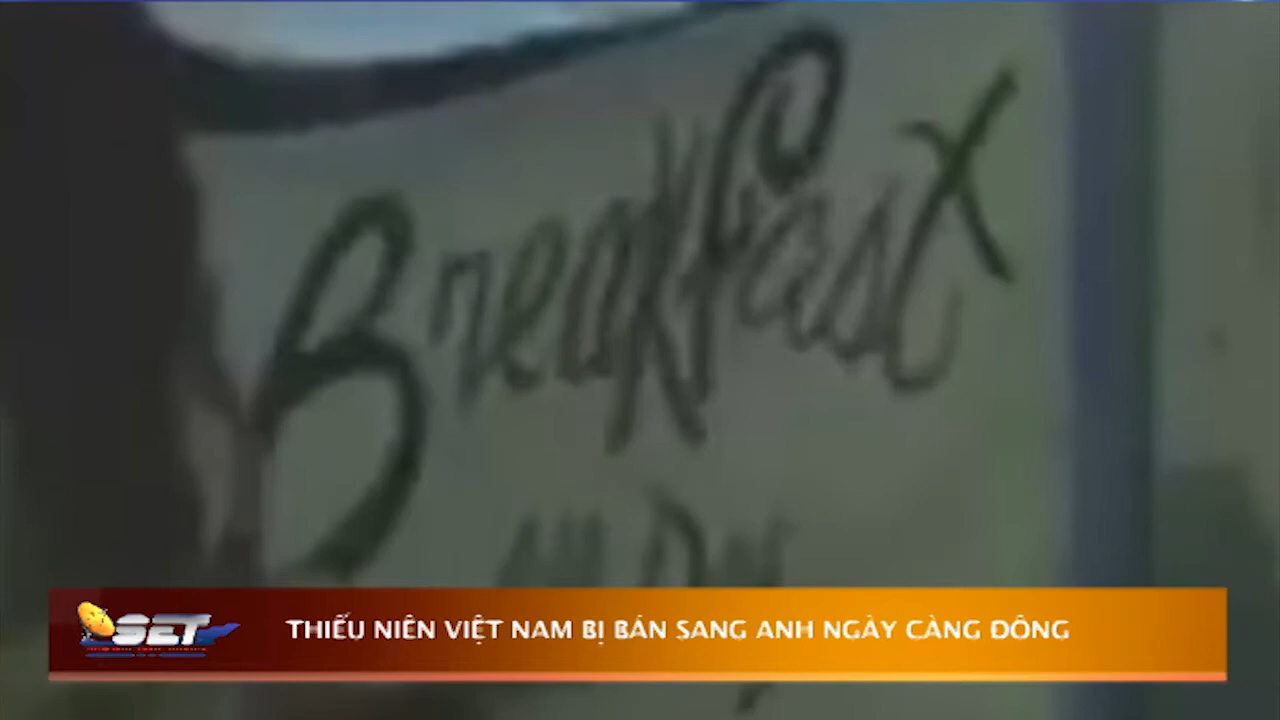 Breakfast
SET
THIẾU NIÊN VIỆT NAM BỊ BÁN SANG ANH NGÀY CÀNG ĐÔNG